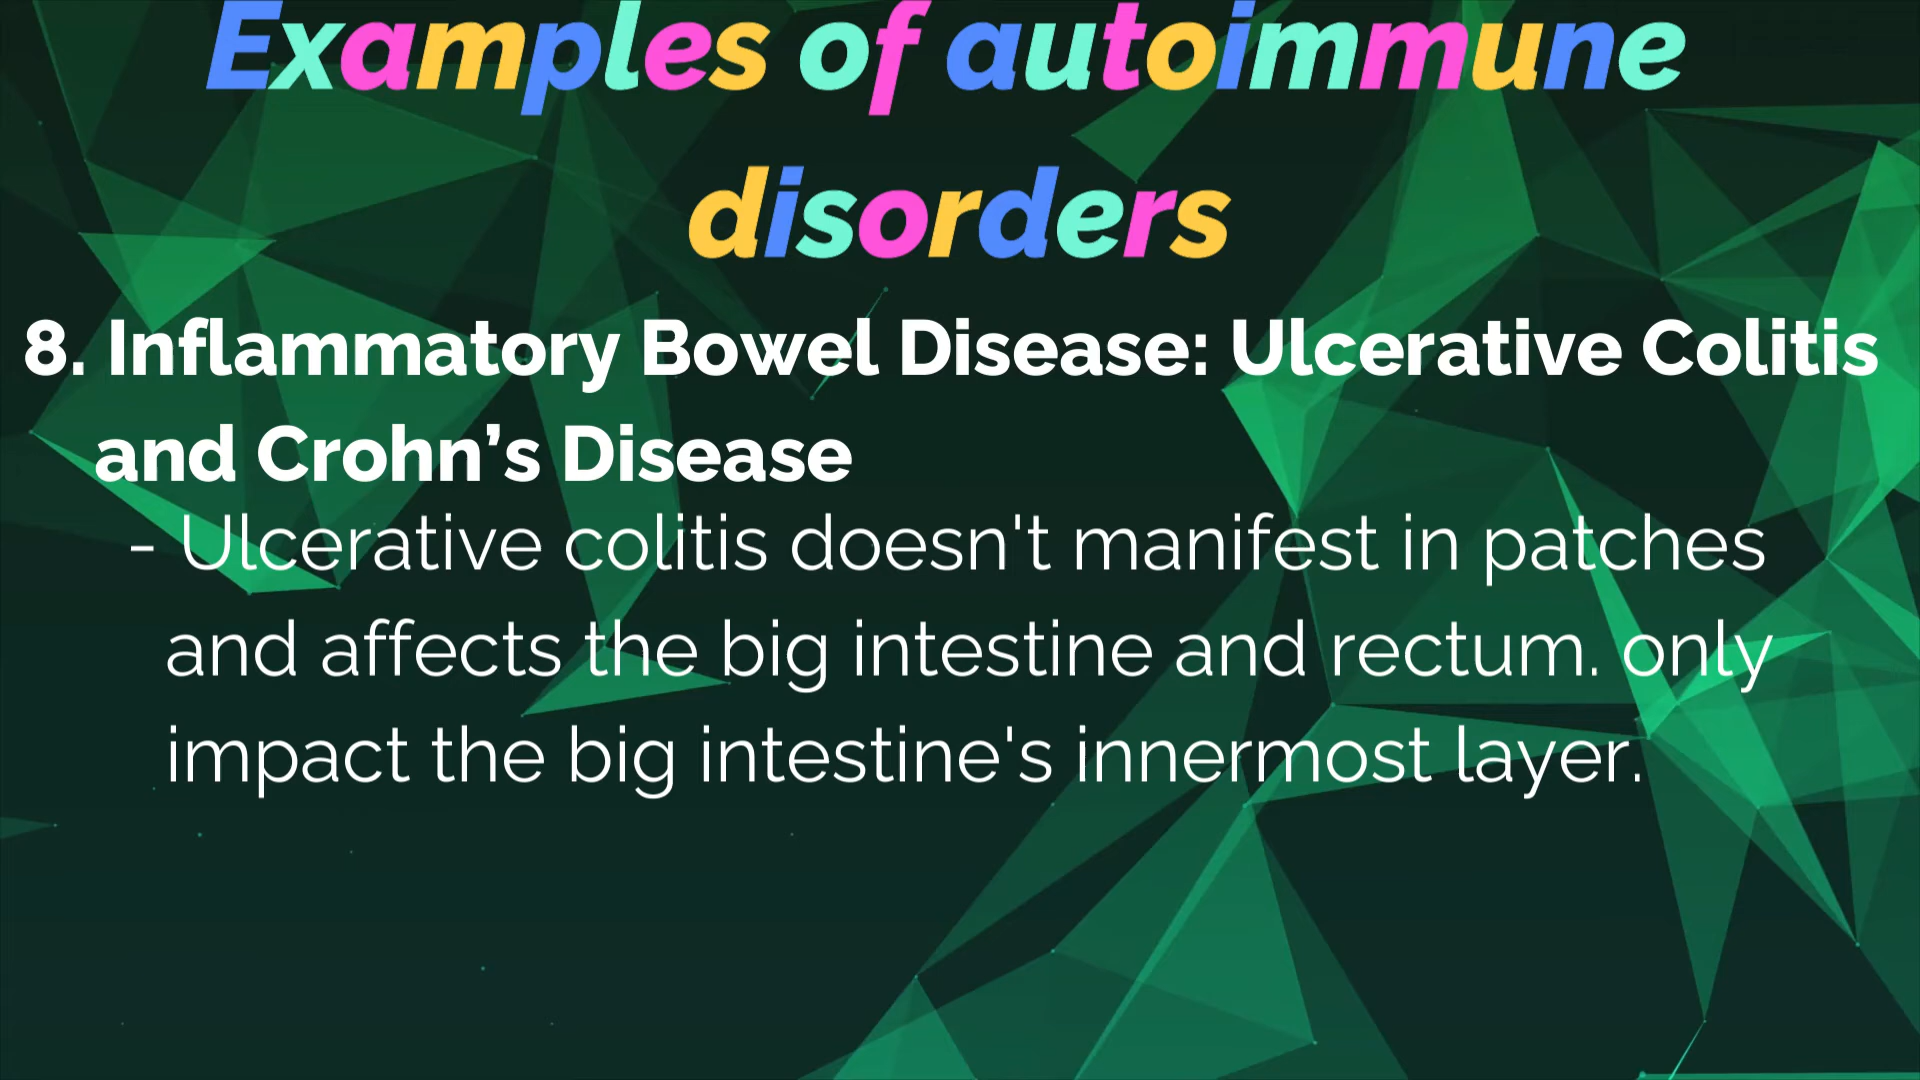 Examples of autoimmune
disorders
8. Inflammatory Bowel Disease: Ulcerative Colitis
and Crohn’s Disease
- Ulcerative colitis doesn't manifest in patches
and affects the big intestine and rectum. only
impact the big intestine's innermost layer.